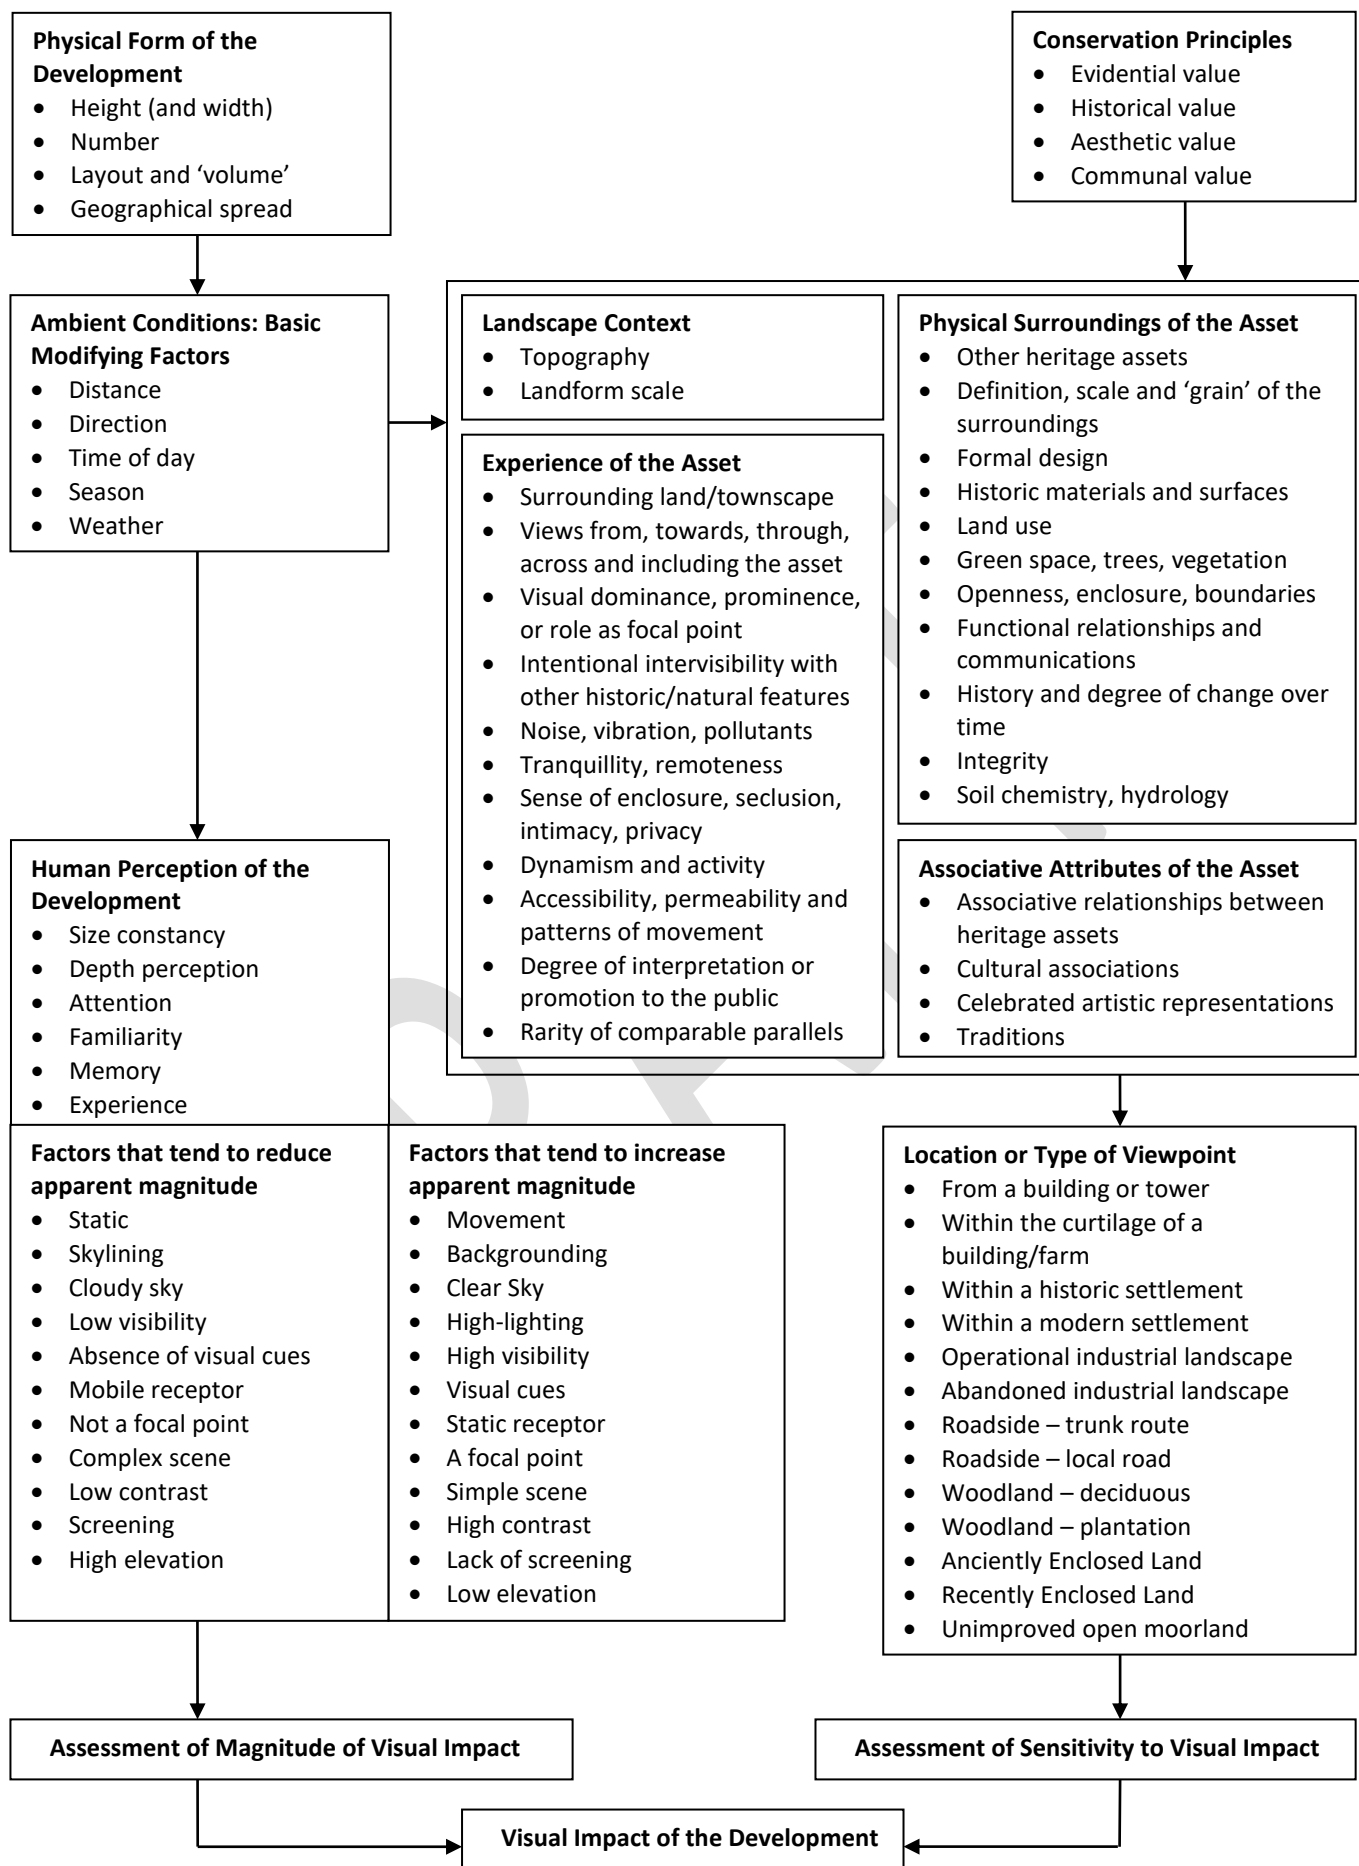 Physical Form of the
Development
• Height (and width)
• Number
• Layout and ‘volume’
• Geographical spread
Conservation Principles
• Evidential value
• Historical value
• Aesthetic value
• Communal value
Ambient Conditions: Basic
Modifying Factors
• Distance
• Direction
• Time of day
• Season
• Weather
Landscape Context
• Topography
• Landform scale
Experience of the Asset
• Surrounding land/townscape
• Views from, towards, through,
across and including the asset
• Visual dominance, prominence,
or role as focal point
• Intentional intervisibility with
other historic/natural features
• Noise, vibration, pollutants
• Tranquillity, remoteness
• Sense of enclosure, seclusion,
intimacy, privacy
• Dynamism and activity
• Accessibility, permeability and
patterns of movement
• Degree of interpretation or
promotion to the public
• Rarity of comparable parallels
Physical Surroundings of the Asset
• Other heritage assets
• Definition, scale and ‘grain’ of the
surroundings
• Formal design
• Historic materials and surfaces
• Land use
• Green space, trees, vegetation
• Openness, enclosure, boundaries
• Functional relationships and
communications
• History and degree of change over
time
• Integrity
• Soil chemistry, hydrology
Associative Attributes of the Asset
• Associative relationships between
heritage assets
• Cultural associations
• Celebrated artistic representations
• Traditions
Human Perception of the
Development
• Size constancy
• Depth perception
• Attention
• Familiarity
• Memory
• Experience
Factors that tend to reduce
apparent magnitude
• Static
• Skylining
• Cloudy sky
• Low visibility
• Absence of visual cues
• Mobile receptor
• Not a focal point
• Complex scene
• Low contrast
• Screening
• High elevation
Factors that tend to increase
apparent magnitude
• Movement
• Backgrounding
• Clear Sky
• High-lighting
• High visibility
• Visual cues
• Static receptor
• A focal point
• Simple scene
• High contrast
• Lack of screening
• Low elevation
Location or Type of Viewpoint
• From a building or tower
• Within the curtilage of a
building/farm
• Within a historic settlement
• Within a modern settlement
• Operational industrial landscape
• Abandoned industrial landscape
• Roadside – trunk route
• Roadside – local road
• Woodland – deciduous
• Woodland – plantation
• Anciently Enclosed Land
• Recently Enclosed Land
• Unimproved open moorland
Assessment of Magnitude of Visual Impact
Assessment of Sensitivity to Visual Impact
Visual Impact of the Development